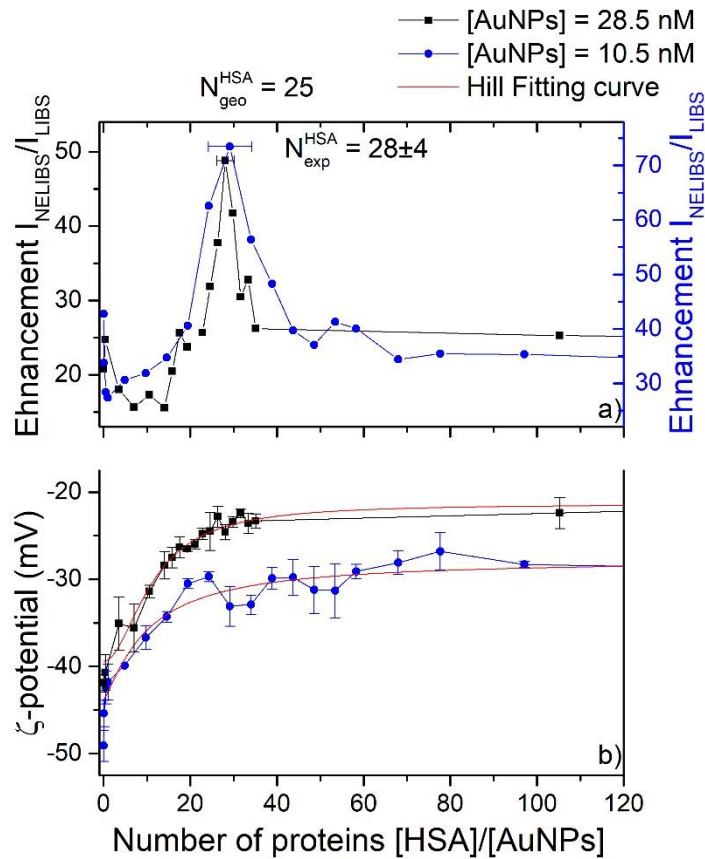 [AuNPs] = 28.5 nM
[AuNPs] = 10.5 nM
Hill Fitting curve
N_geo^HSA = 25
N_exp^HSA = 28±4
Ehnancement I_NELIBS/I_LIBS
50
40
30
20
70
60
50
40
30
Ehnancement I_NELIBS/I_LIBS
a)
ζ-potential (mV)
-20
-30
-40
-50
b)
0 20 40 60 80 100 120
Number of proteins [HSA]/[AuNPs]